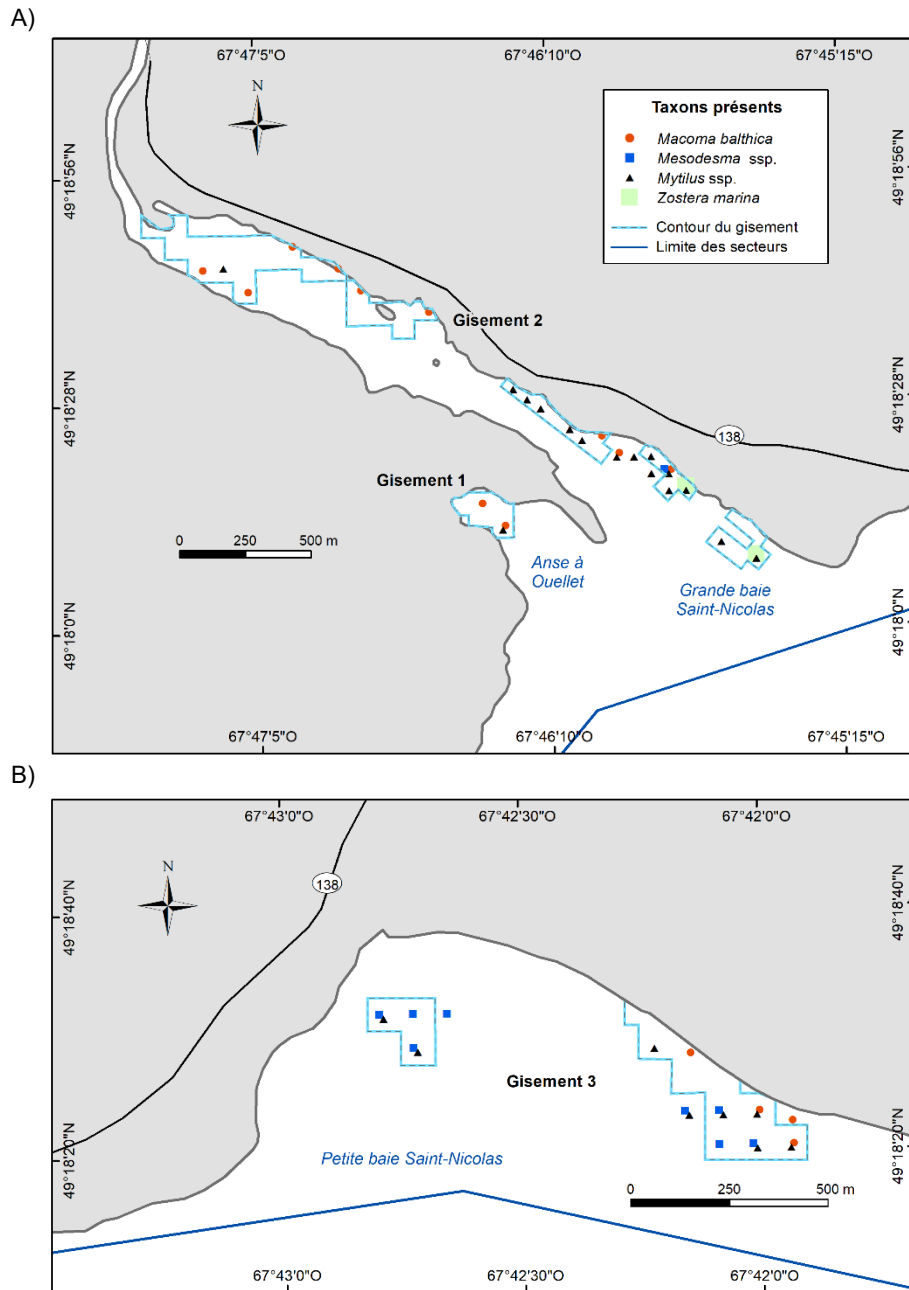 A)
67°47'5"O
67°46'10"O
67°45'15"O
N
Taxons présents
Macoma balthica
Mesodesma ssp.
Mytilus ssp.
Zostera marina
Contour du gisement
Limite des secteurs
49°18'56"N
49°18'56"N
Gisement 2
49°18'28"N
49°18'28"N
138
Gisement 1
0 250 500 m
Anse à
Ouellet
Grande baie
Saint-Nicolas
49°18'0"N
49°18'0"N
67°47'5"O
67°46'10"O
67°45'15"O
B)
67°43'0"O
67°42'30"O
67°42'0"O
138
N
49°18'40"N
49°18'40"N
Gisement 3
49°18'20"N
49°18'20"N
Petite baie Saint-Nicolas
0 250 500 m
67°43'0"O
67°42'30"O
67°42'0"O